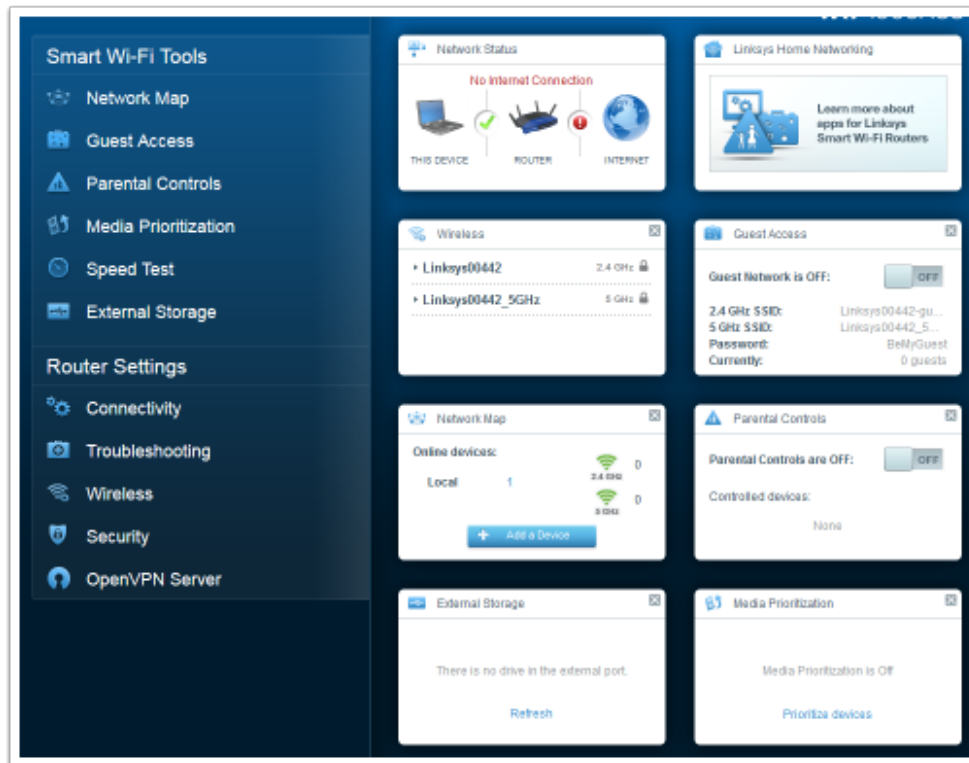 Smart Wi-Fi Tools
Network Map
Guest Access
Parental Controls
Media Prioritization
Speed Test
External Storage
Router Settings
Connectivity
Troubleshooting
Wireless
Security
OpenVPN Server
Network Status
No Internet Connection
THIS DEVICE ROUTER INTERNET
Linksys Home Networking
Learn more about
apps for Linksys
Smart Wi-Fi Routers
Wireless
Linksys00442 2.4 GHz
Linksys00442_5GHz 5 GHz
Guest Access
Guest Network is OFF: OFF
2.4 GHz SSID: Linksys00442-gu...
5 GHz SSID: Linksys00442_5...
Password: BeMyGuest
Currently: 0 guests
Network Map
Online devices:
Local 1
2.4 GHz 0
5 GHz 0
Add a Device
Parental Controls
Parental Controls are OFF: OFF
Controlled devices:
None
External Storage
There is no drive in the external port.
Refresh
Media Prioritization
Media Prioritization is Off
Prioritize devices